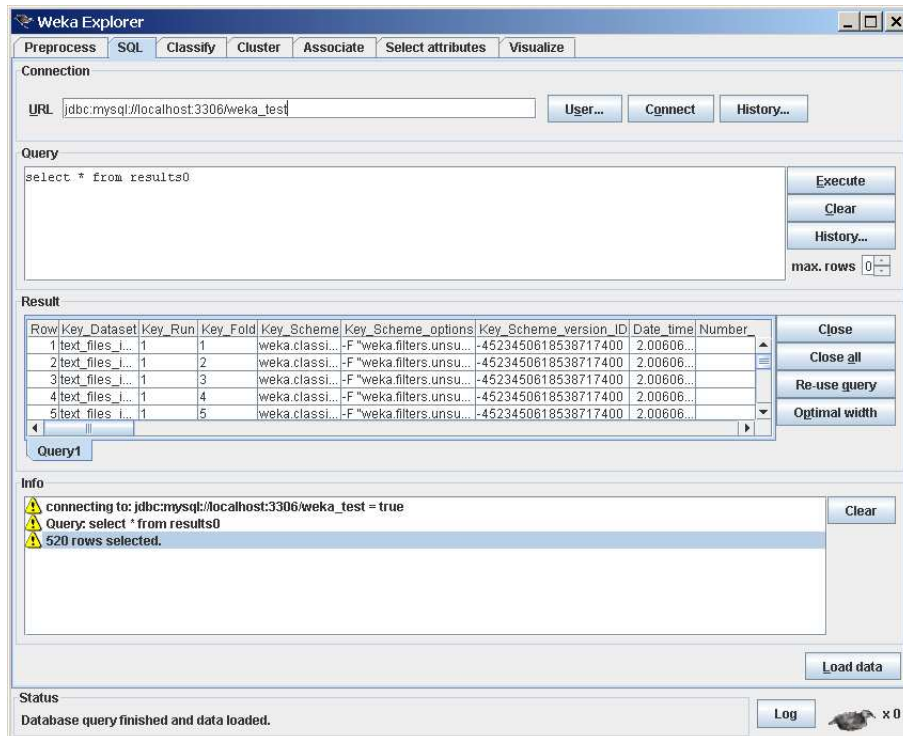 Weka Explorer
Preprocess SQL Classify Cluster Associate Select attributes Visualize
Connection
URL jdbc:mysql://localhost:3306/weka_test User... Connect History...
Query
select * from results0
Execute
Clear
History...
max. rows 0
Result
Row Key_Dataset Key_Run Key_Fold Key_Scheme Key_Scheme_options Key_Scheme_version_ID Date_time Number_
1 text_files_i... 1 1 weka.classi... -F "weka.filters.unsu... -4523450618538717400 2.00606...
2 text_files_i... 1 2 weka.classi... -F "weka.filters.unsu... -4523450618538717400 2.00606...
3 text_files_i... 1 3 weka.classi... -F "weka.filters.unsu... -4523450618538717400 2.00606...
4 text_files_i... 1 4 weka.classi... -F "weka.filters.unsu... -4523450618538717400 2.00606...
5 text_files_i... 1 5 weka.classi... -F "weka.filters.unsu... -4523450618538717400 2.00606...
Close
Close all
Re-use query
Optimal width
Query1
Info
connecting to: jdbc:mysql://localhost:3306/weka_test = true
Query: select * from results0
520 rows selected.
Clear
Load data
Status
Database query finished and data loaded.
Log x 0